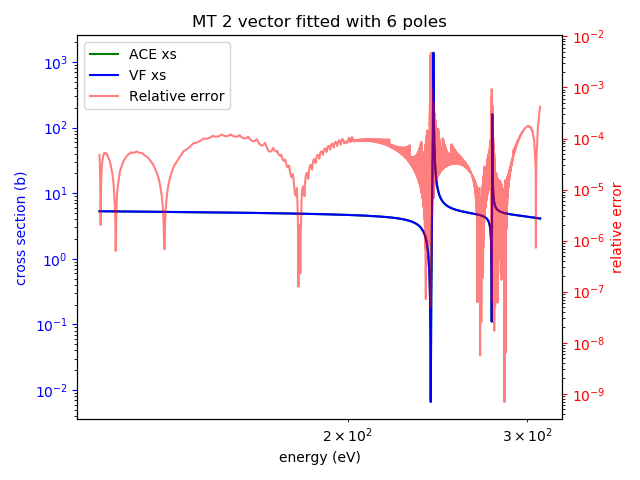 MT 2 vector fitted with 6 poles
ACE xs
VF xs
Relative error
cross section (b)
10³
10²
10¹
10⁰
10⁻¹
10⁻²
10⁻²
10⁻³
10⁻⁴
10⁻⁵
10⁻⁶
10⁻⁷
10⁻⁸
10⁻⁹
relative error
2 × 10²
3 × 10²
energy (eV)